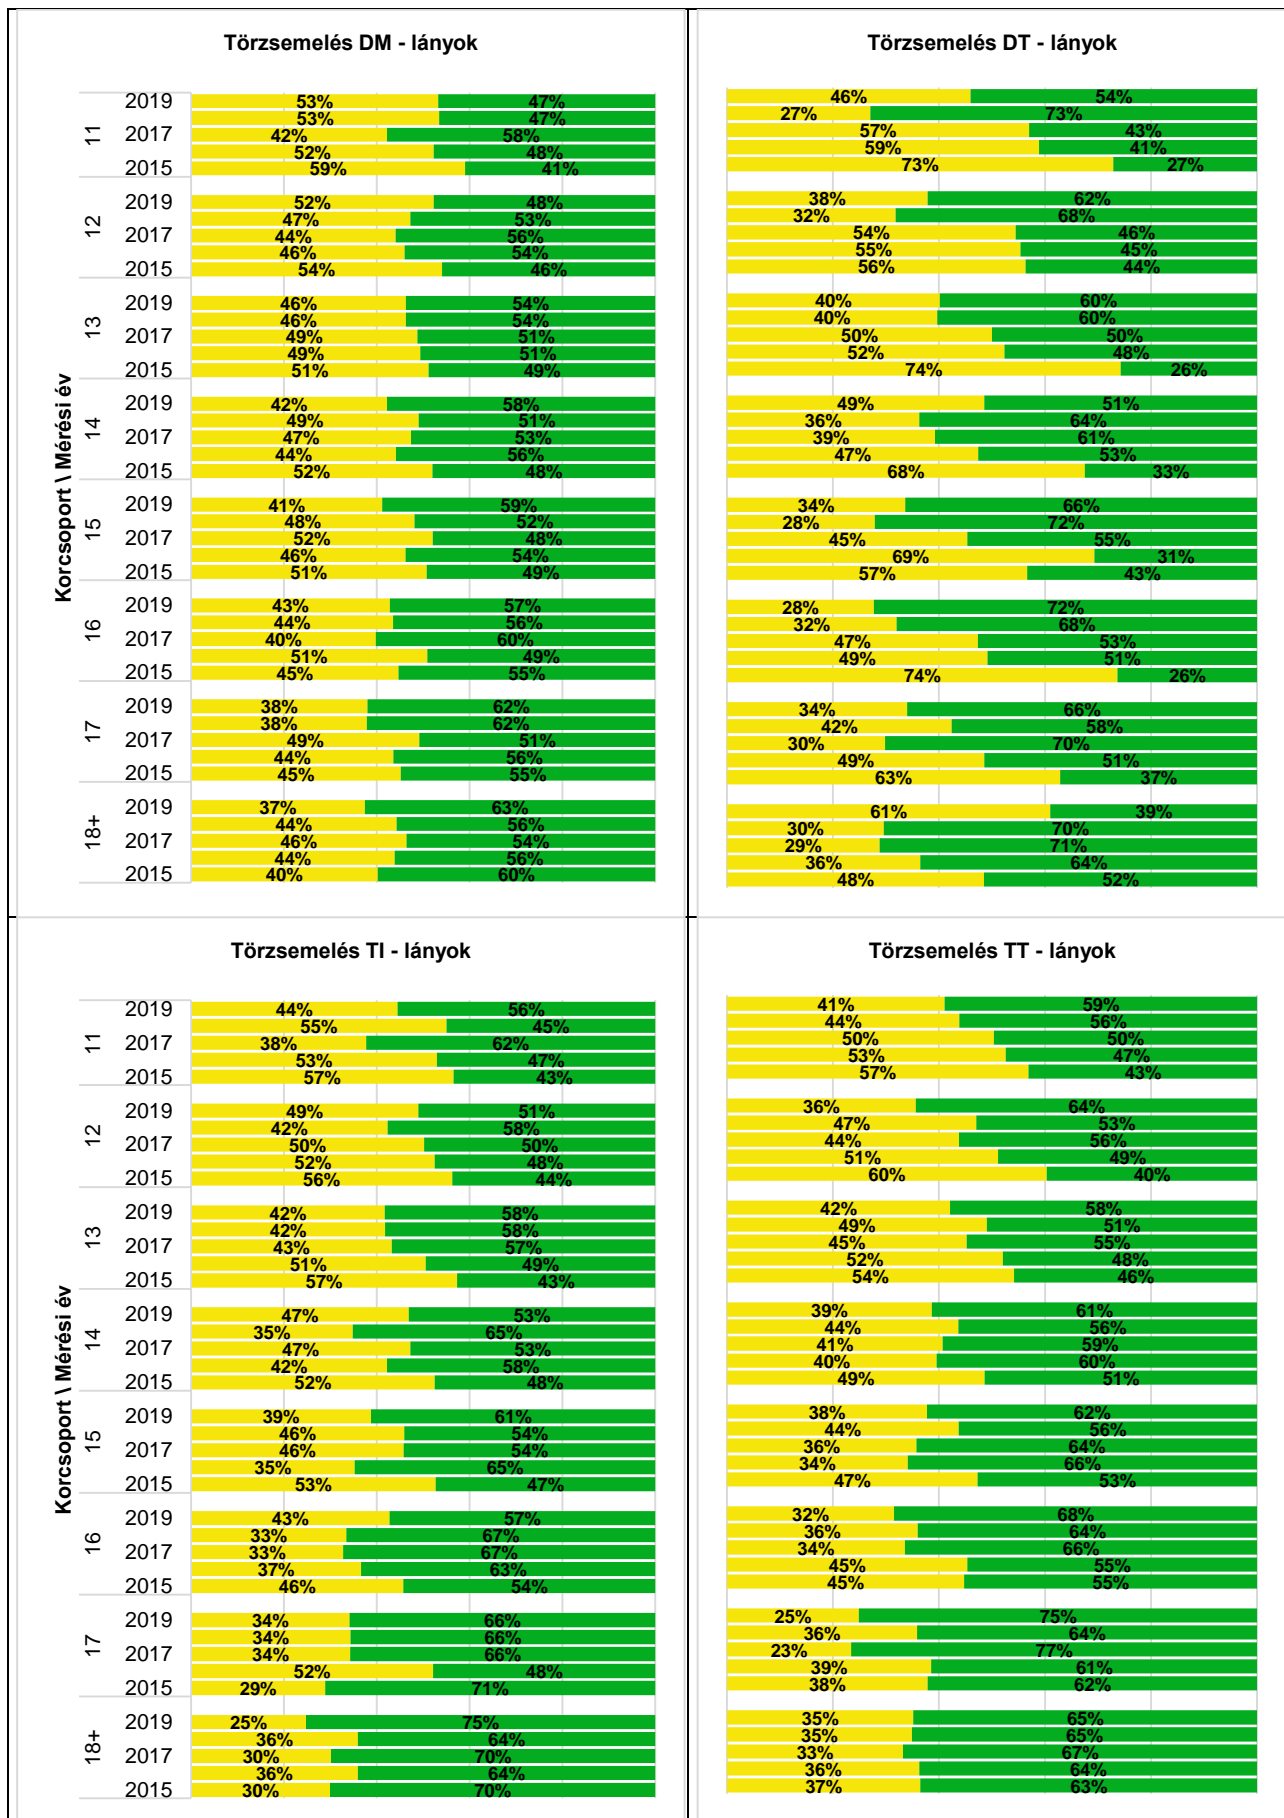 Törzsemelés DM - lányok
Korcsoport \ Mérési év
11
2019 53% 47%
53% 47%
2017 42% 58%
52% 48%
2015 59% 41%
12
2019 52% 48%
47% 53%
2017 44% 56%
46% 54%
2015 54% 46%
13
2019 46% 54%
46% 54%
2017 49% 51%
49% 51%
2015 51% 49%
14
2019 42% 58%
49% 51%
2017 47% 53%
44% 56%
2015 52% 48%
15
2019 41% 59%
48% 52%
2017 52% 48%
46% 54%
2015 51% 49%
16
2019 43% 57%
44% 56%
2017 40% 60%
51% 49%
2015 45% 55%
17
2019 38% 62%
38% 62%
2017 49% 51%
44% 56%
2015 45% 55%
18+
2019 37% 63%
44% 56%
2017 46% 54%
44% 56%
2015 40% 60%
Törzsemelés DT - lányok
46% 54%
27% 73%
57% 43%
59% 41%
73% 27%
38% 62%
32% 68%
54% 46%
55% 45%
56% 44%
40% 60%
40% 60%
50% 50%
52% 48%
74% 26%
49% 51%
36% 64%
39% 61%
47% 53%
68% 33%
34% 66%
28% 72%
45% 55%
69% 31%
57% 43%
28% 72%
32% 68%
47% 53%
49% 51%
74% 26%
34% 66%
42% 58%
30% 70%
49% 51%
63% 37%
61% 39%
30% 70%
29% 71%
36% 64%
48% 52%
Törzsemelés TI - lányok
Korcsoport \ Mérési év
11
2019 44% 56%
55% 45%
2017 38% 62%
53% 47%
2015 57% 43%
12
2019 49% 51%
42% 58%
2017 50% 50%
52% 48%
2015 56% 44%
13
2019 42% 58%
42% 58%
2017 43% 57%
51% 49%
2015 57% 43%
14
2019 47% 53%
35% 65%
2017 47% 53%
42% 58%
2015 52% 48%
15
2019 39% 61%
46% 54%
2017 46% 54%
35% 65%
2015 53% 47%
16
2019 43% 57%
33% 67%
2017 33% 67%
37% 63%
2015 46% 54%
17
2019 34% 66%
34% 66%
2017 34% 66%
52% 48%
2015 29% 71%
18+
2019 25% 75%
36% 64%
2017 30% 70%
36% 64%
2015 30% 70%
Törzsemelés TT - lányok
41% 59%
44% 56%
50% 50%
53% 47%
57% 43%
36% 64%
47% 53%
44% 56%
51% 49%
60% 40%
42% 58%
49% 51%
45% 55%
52% 48%
54% 46%
39% 61%
44% 56%
41% 59%
40% 60%
49% 51%
38% 62%
44% 56%
36% 64%
34% 66%
47% 53%
32% 68%
36% 64%
34% 66%
45% 55%
45% 55%
25% 75%
36% 64%
23% 77%
39% 61%
38% 62%
35% 65%
35% 65%
33% 67%
36% 64%
37% 63%